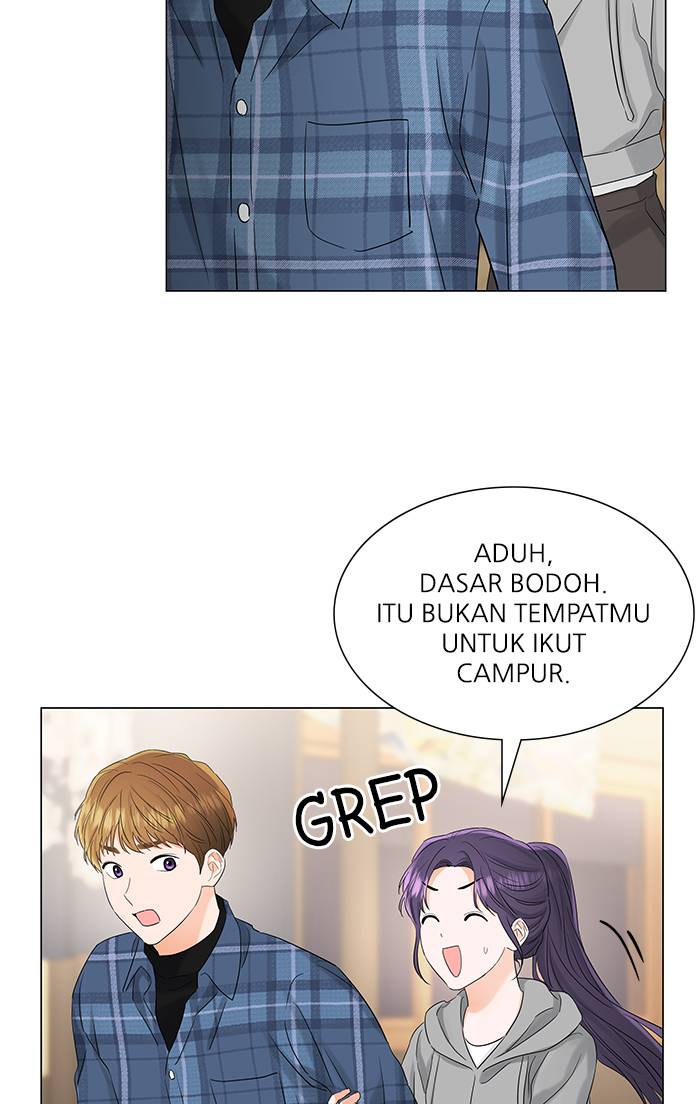 ADUH,
DASAR BODOH.
ITU BUKAN TEMPATMU
UNTUK IKUT
CAMPUR.
GREP